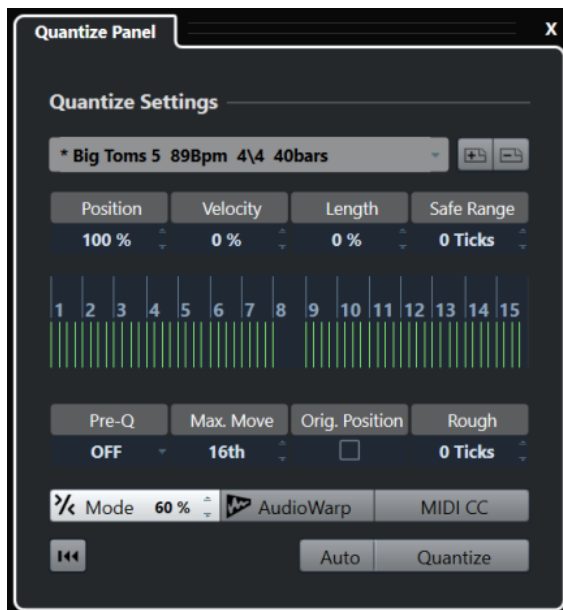 Quantize Panel X
Quantize Settings
* Big Toms 5 89Bpm 4\4 40bars
Position Velocity Length Safe Range
100 % 0 % 0 % 0 Ticks
1 2 3 4 5 6 7 8 9 10 11 12 13 14 15
Pre-Q Max. Move Orig. Position Rough
OFF 16th 0 Ticks
Mode 60 % AudioWarp MIDI CC
Auto Quantize